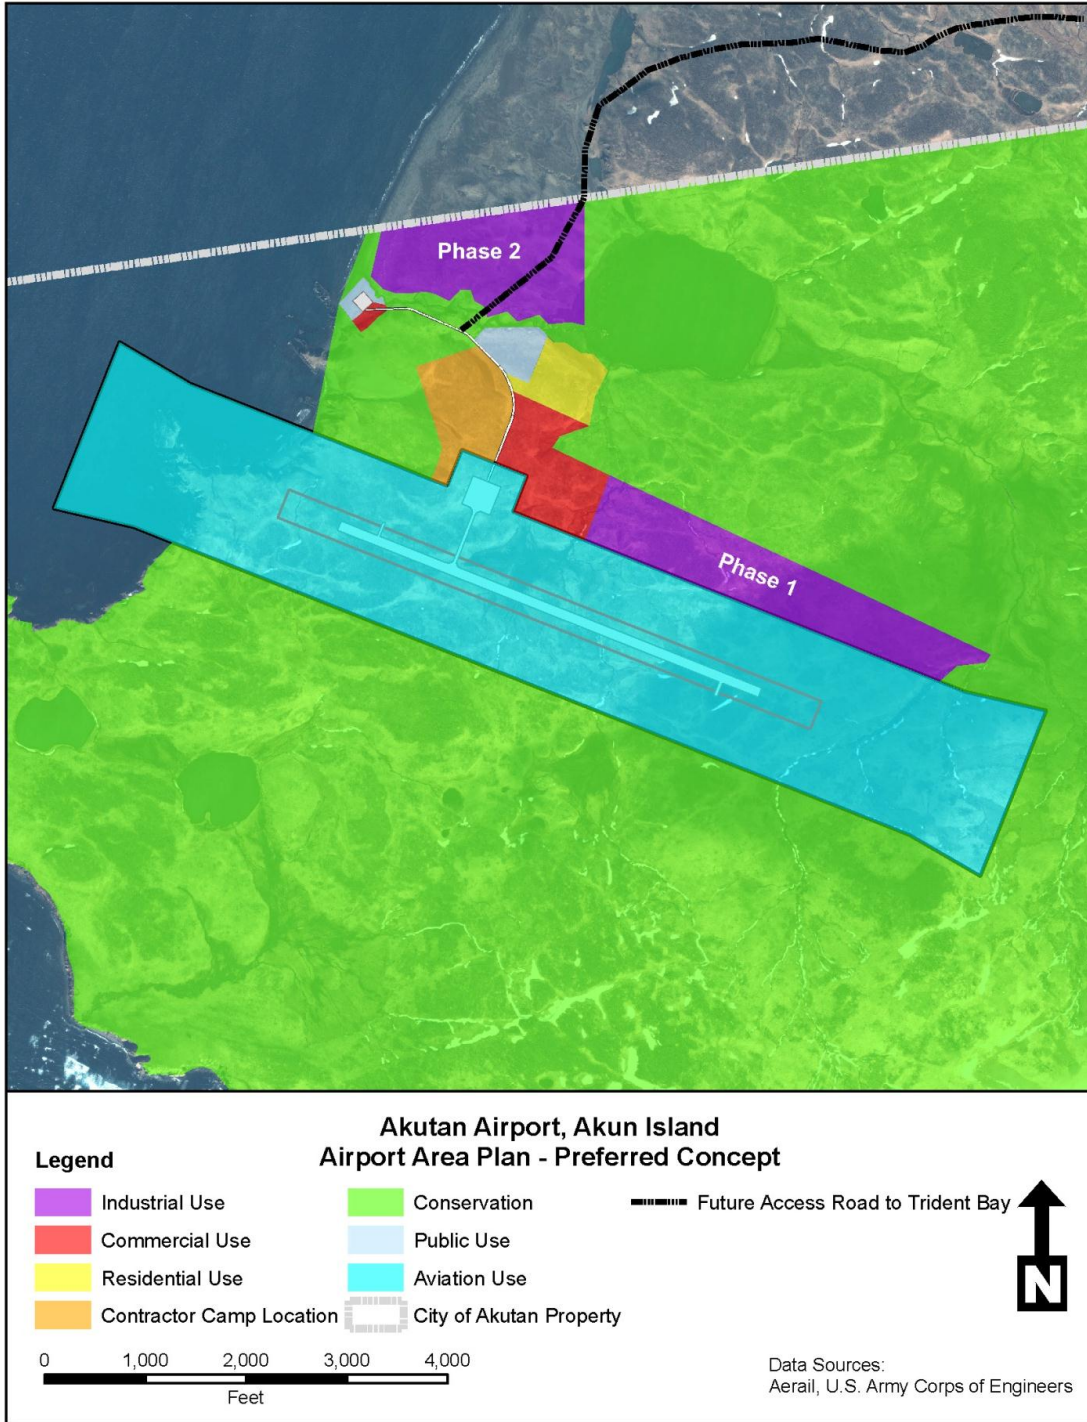 Phase 2
Phase 1
Akutan Airport, Akun Island
Airport Area Plan - Preferred Concept
Legend
Industrial Use
Commercial Use
Residential Use
Contractor Camp Location
Conservation
Public Use
Aviation Use
City of Akutan Property
Future Access Road to Trident Bay
N
0 1,000 2,000 3,000 4,000
Feet
Data Sources:
Aerail, U.S. Army Corps of Engineers